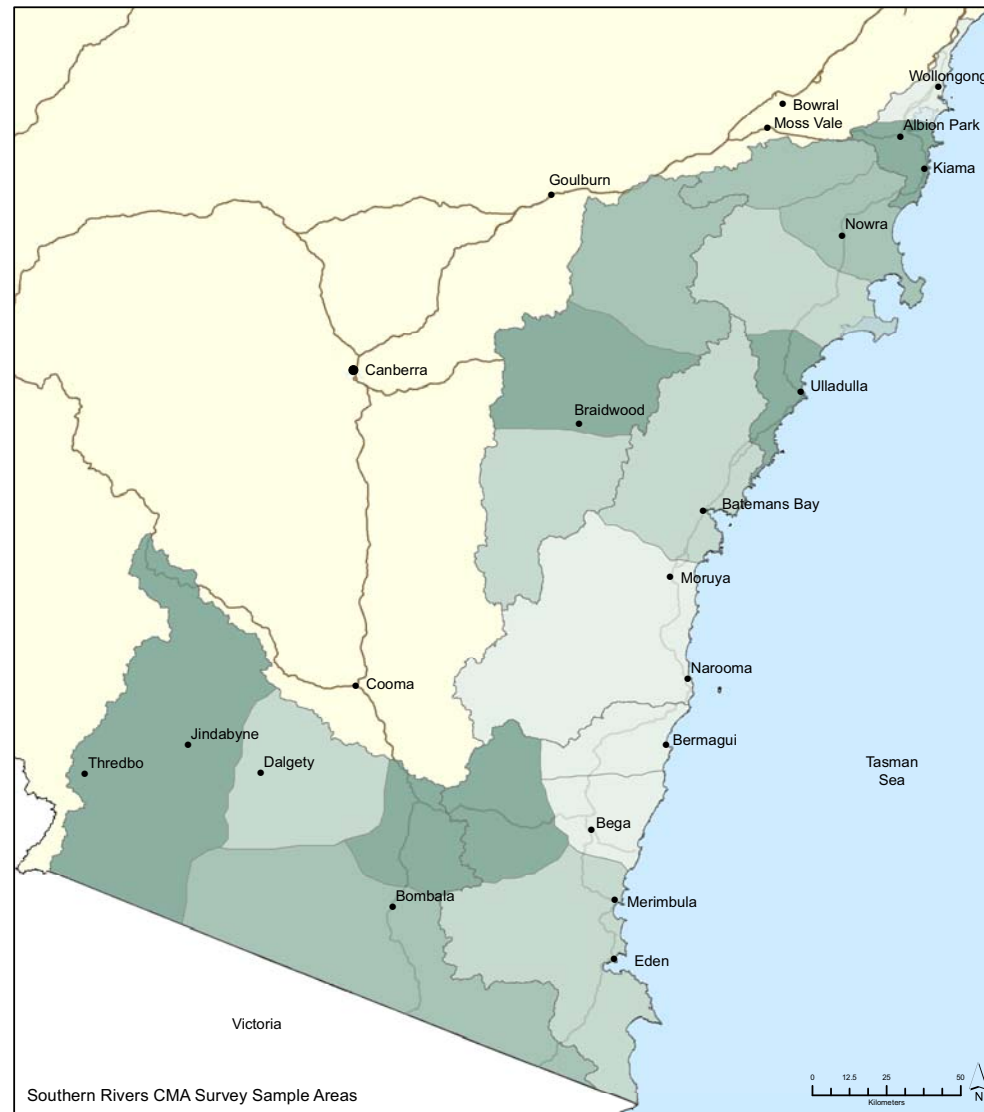 Wollongong
Bowral
Moss Vale
Albion Park
Kiama
Goulburn
Nowra
Canberra
Ulladulla
Braidwood
Batemans Bay
Moruya
Narooma
Cooma
Bermagui
Jindabyne
Thredbo
Dalgety
Tasman
Sea
Bega
Bombala
Merimbula
Eden
Victoria
Southern Rivers CMA Survey Sample Areas
0 12.5 25 50
Kilometers
N